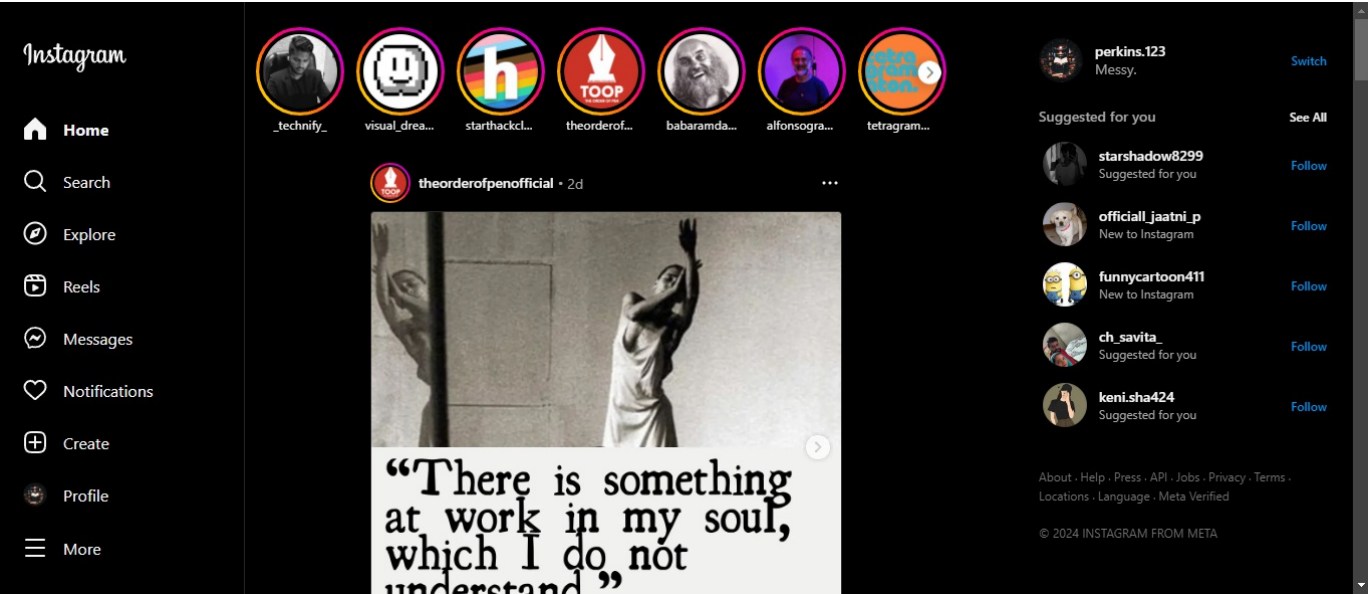 Instagram
Home
Search
Explore
Reels
Messages
Notifications
Create
Profile
More
h
TOOP
_technify_
visual_drea...
starthackcl...
theorderof...
babaramda...
alfonsogra...
tetragram...
TOOP
theorderofpenofficial • 2d
“There is something
at work in my soul,
which I do not
understand.”
perkins.123
Messy.
Switch
Suggested for you
See All
starshadow8299
Suggested for you
Follow
officiall_jaatni_p
New to Instagram
Follow
funnycartoon411
New to Instagram
Follow
ch_savita_
Suggested for you
Follow
keni.sha424
Suggested for you
Follow
About · Help · Press · API · Jobs · Privacy · Terms ·
Locations · Language · Meta Verified
© 2024 INSTAGRAM FROM META